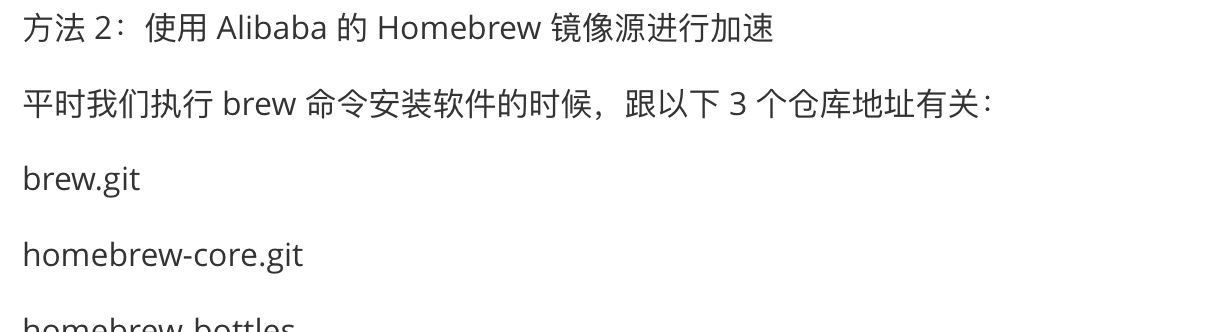 方法 2：使用 Alibaba 的 Homebrew 镜像源进行加速
平时我们执行 brew 命令安装软件的时候，跟以下 3 个仓库地址有关：
brew.git
homebrew-core.git
homebrew-bottles